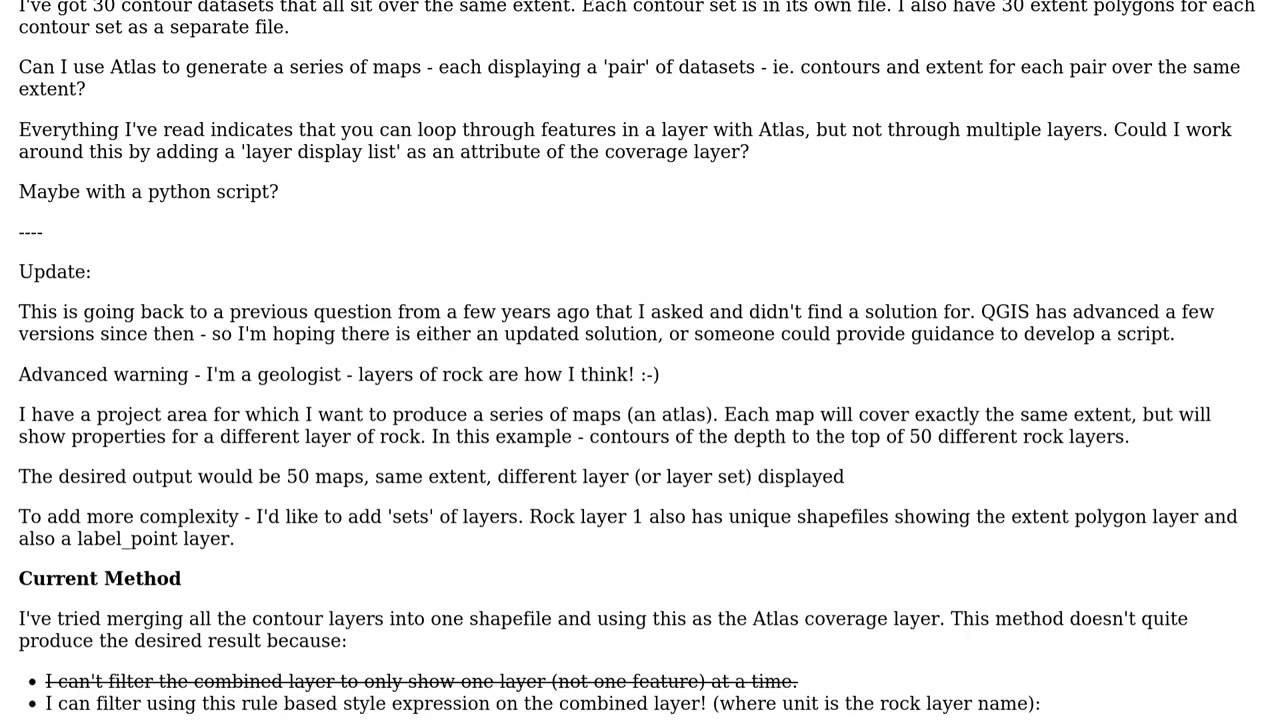 I've got 30 contour datasets that all sit over the same extent. Each contour set is in its own file. I also have 30 extent polygons for each
contour set as a separate file.
Can I use Atlas to generate a series of maps - each displaying a 'pair' of datasets - ie. contours and extent for each pair over the same
extent?
Everything I've read indicates that you can loop through features in a layer with Atlas, but not through multiple layers. Could I work
around this by adding a 'layer display list' as an attribute of the coverage layer?
Maybe with a python script?
----
Update:
This is going back to a previous question from a few years ago that I asked and didn't find a solution for. QGIS has advanced a few
versions since then - so I'm hoping there is either an updated solution, or someone could provide guidance to develop a script.
Advanced warning - I'm a geologist - layers of rock are how I think! :-)
I have a project area for which I want to produce a series of maps (an atlas). Each map will cover exactly the same extent, but will
show properties for a different layer of rock. In this example - contours of the depth to the top of 50 different rock layers.
The desired output would be 50 maps, same extent, different layer (or layer set) displayed
To add more complexity - I'd like to add 'sets' of layers. Rock layer 1 also has unique shapefiles showing the extent polygon layer and
also a label_point layer.
Current Method
I've tried merging all the contour layers into one shapefile and using this as the Atlas coverage layer. This method doesn't quite
produce the desired result because:
• I can't filter the combined layer to only show one layer (not one feature) at a time.
• I can filter using this rule based style expression on the combined layer! (where unit is the rock layer name):